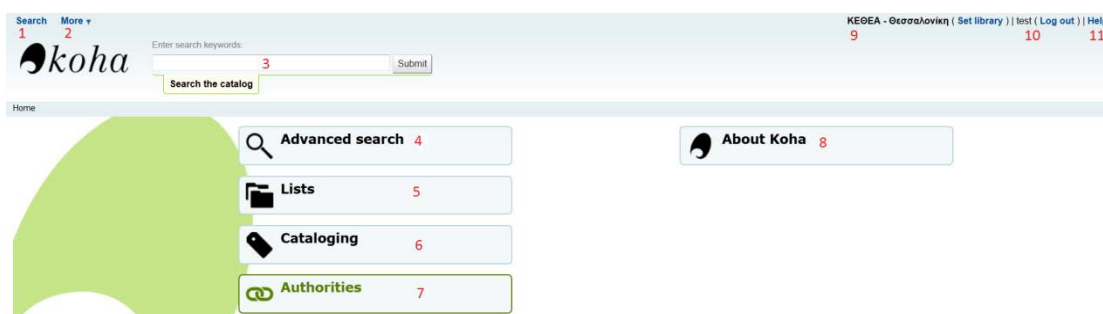 Search More ▾ ΚΕΘΕΑ - Θεσσαλονίκη ( Set library ) | test ( Log out ) | Hel
1 2 9 10 11
koha
Enter search keywords:
3 Submit
Search the catalog
Home
Advanced search 4
About Koha 8
Lists 5
Cataloging 6
Authorities 7